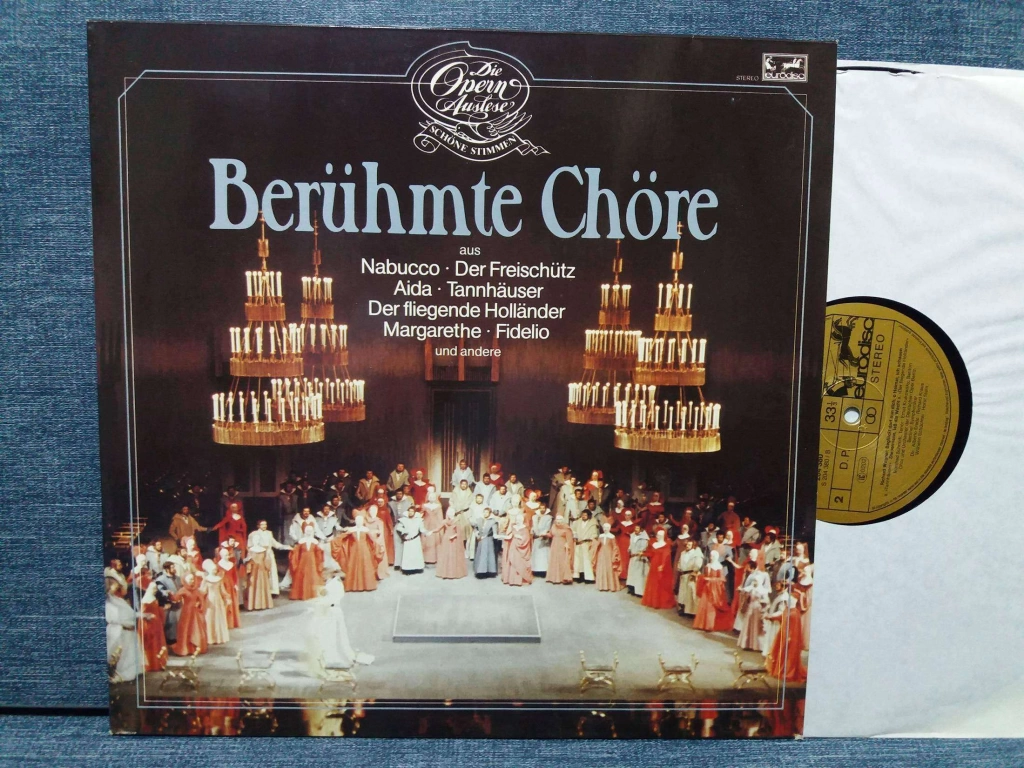 Die
Opern
Auslese
SCHÖNE STIMMEN
STEREO
eurodisc
Berühmte Chöre
aus
Nabucco · Der Freischütz
Aida · Tannhäuser
Der fliegende Holländer
Margarethe · Fidelio
und andere
eurodisc
STEREO
33⅓
2
D.P.